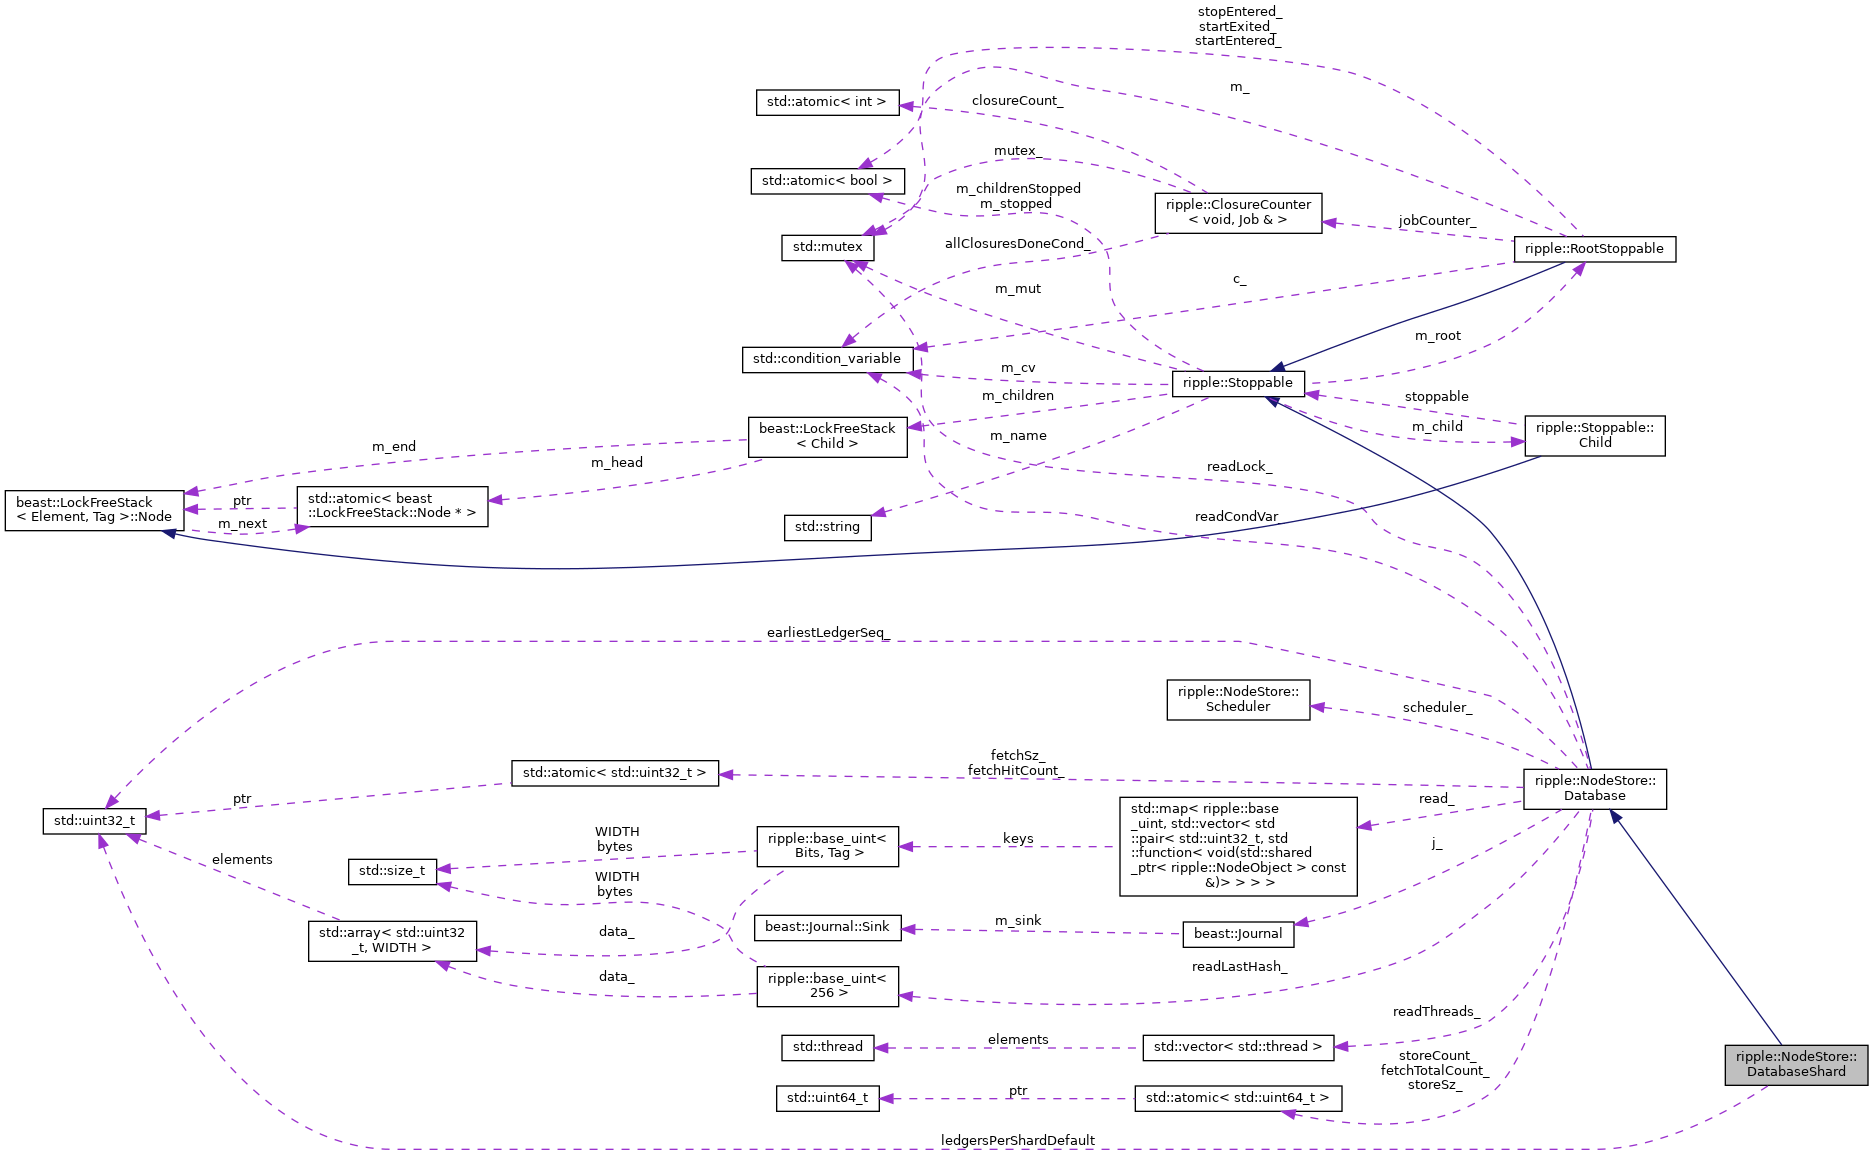 stopEntered_
startExited_
startEntered_
m_
std::atomic< int >
closureCount_
mutex_
std::atomic< bool >
m_childrenStopped
m_stopped
ripple::ClosureCounter
< void, Job & >
jobCounter_
std::mutex
allClosuresDoneCond_
ripple::RootStoppable
c_
m_mut
m_root
std::condition_variable
m_cv
ripple::Stoppable
m_children
stoppable
beast::LockFreeStack
< Child >
m_name
m_child
ripple::Stoppable::
Child
m_end
m_head
readLock_
beast::LockFreeStack
< Element, Tag >::Node
ptr
m_next
std::atomic< beast
::LockFreeStack::Node * >
std::string
readCondVar_
earliestLedgerSeq_
ripple::NodeStore::
Scheduler
scheduler_
fetchSz_
fetchHitCount_
std::atomic< std::uint32_t >
ripple::NodeStore::
Database
ptr
read_
std::uint32_t
std::map< ripple::base
_uint, std::vector< std
::pair< std::uint32_t, std
::function< void(std::shared
_ptr< ripple::NodeObject > const
&)> > > >
WIDTH
bytes
ripple::base_uint<
Bits, Tag >
keys
j_
elements
std::size_t
WIDTH
bytes
beast::Journal::Sink
m_sink
beast::Journal
std::array< std::uint32
_t, WIDTH >
data_
readLastHash_
data_
ripple::base_uint<
256 >
readThreads_
std::thread
elements
std::vector< std::thread >
storeCount_
fetchTotalCount_
storeSz_
ripple::NodeStore::
DatabaseShard
std::uint64_t
ptr
std::atomic< std::uint64_t >
ledgersPerShardDefault